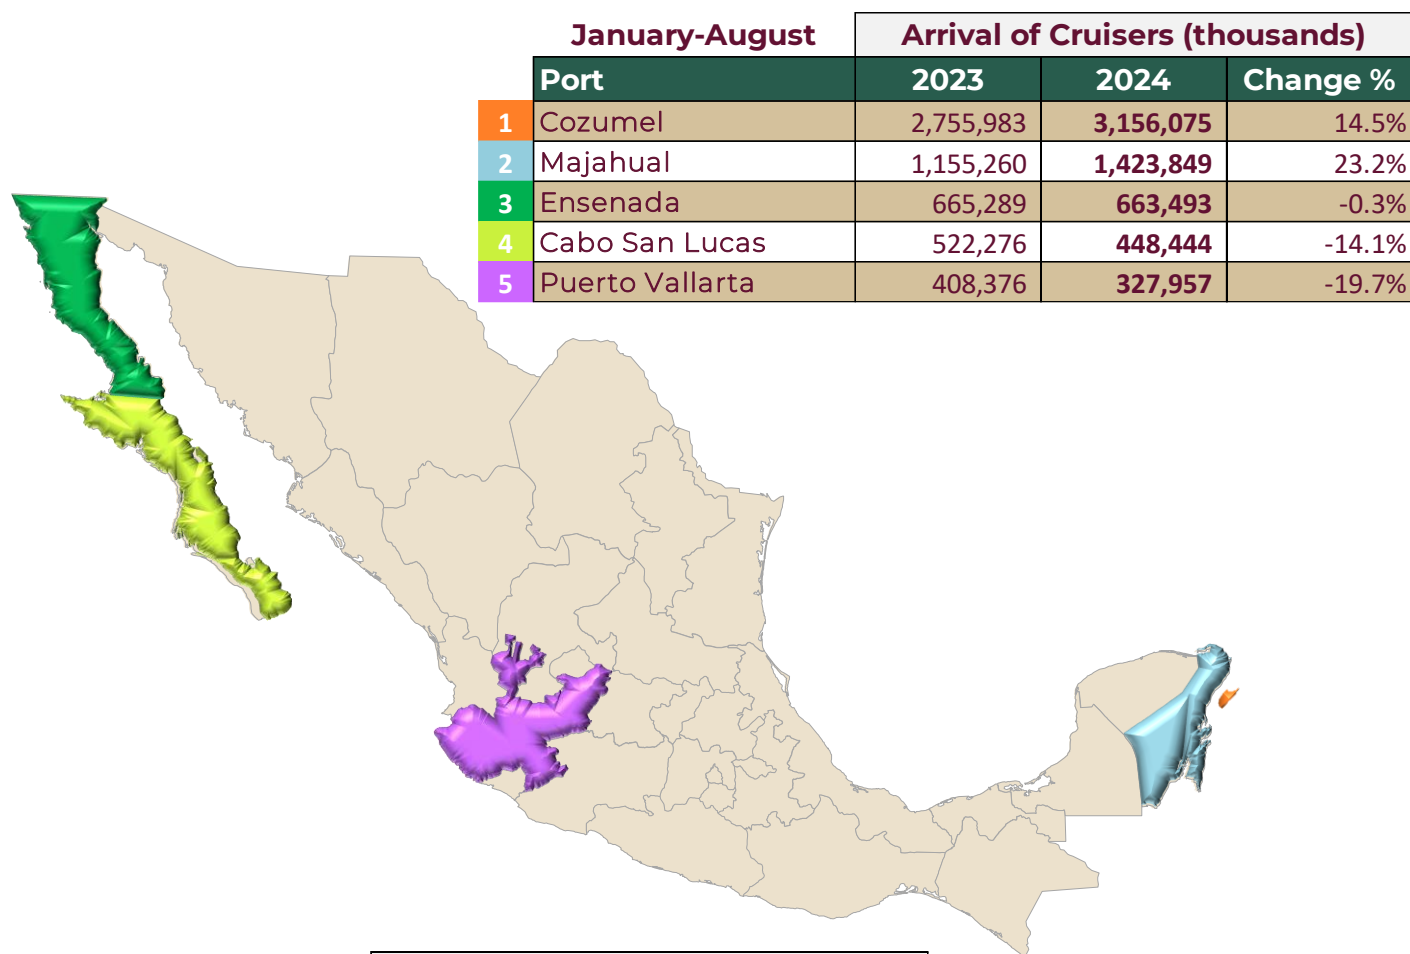 January-August Arrival of Cruisers (thousands)
Port 2023 2024 Change %
1 Cozumel 2,755,983 3,156,075 14.5%
2 Majahual 1,155,260 1,423,849 23.2%
3 Ensenada 665,289 663,493 -0.3%
4 Cabo San Lucas 522,276 448,444 -14.1%
5 Puerto Vallarta 408,376 327,957 -19.7%